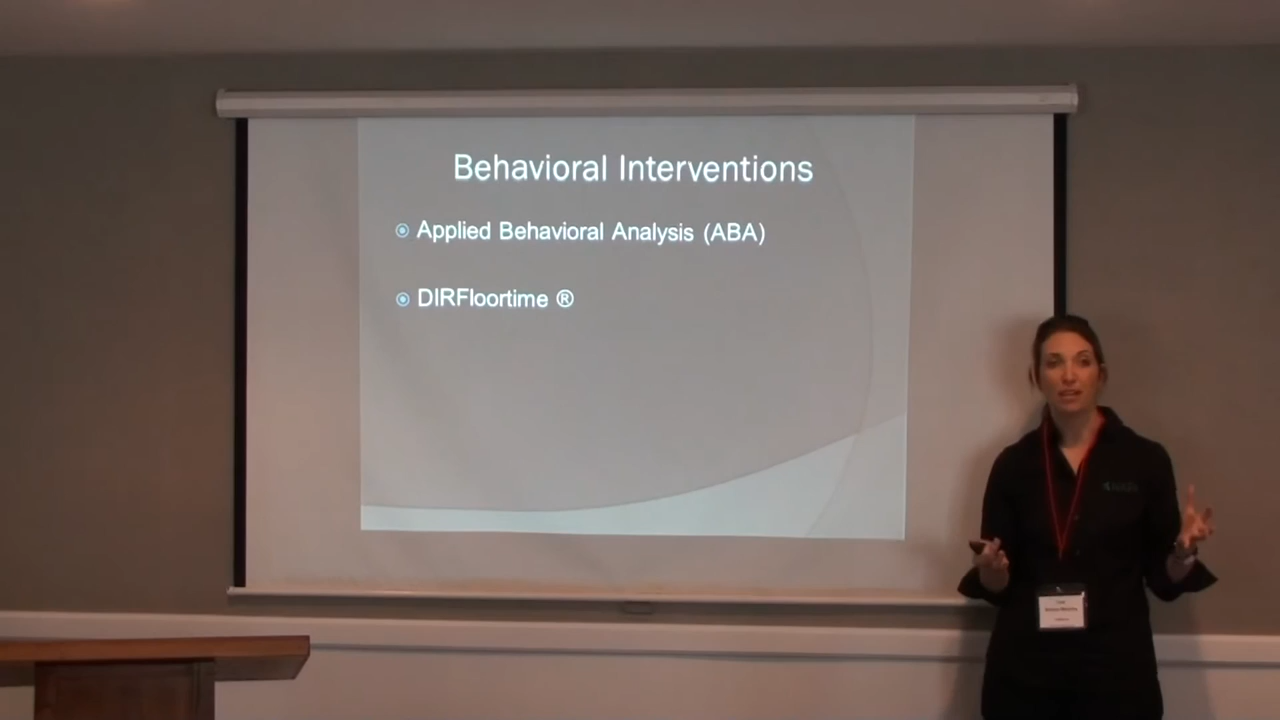 Behavioral Interventions
Applied Behavioral Analysis (ABA)
DIRFloortime ®